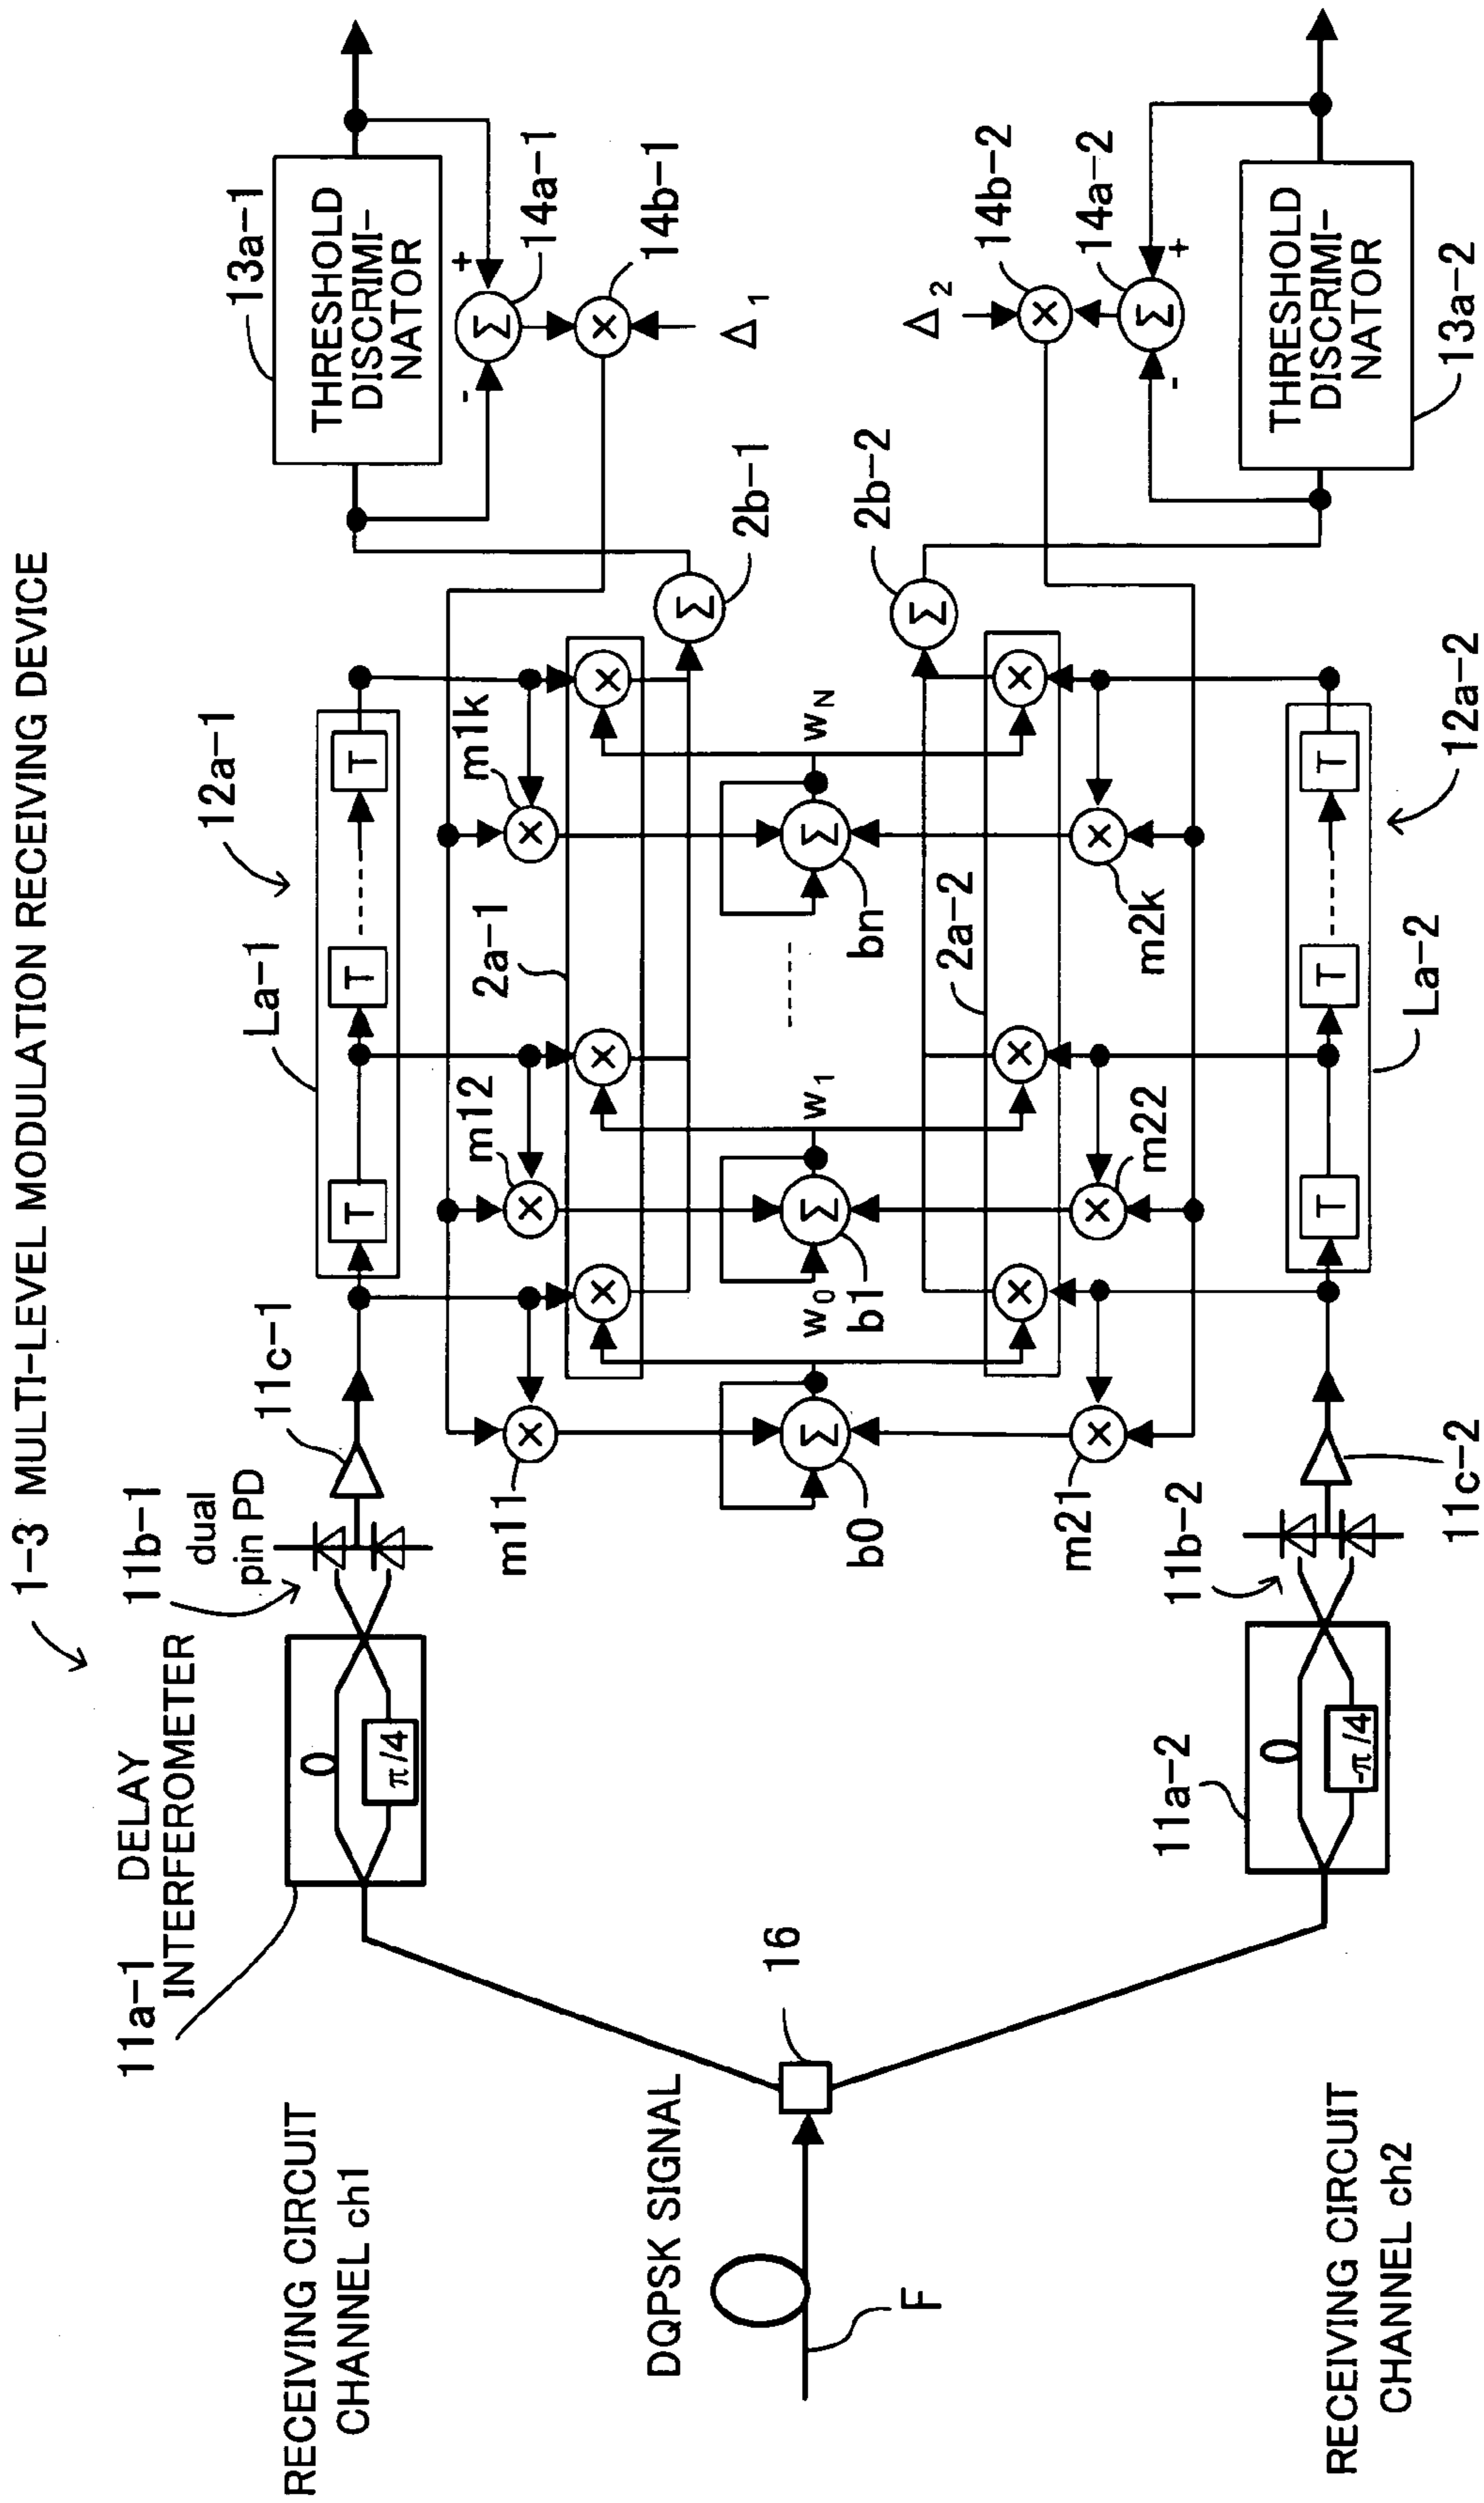 1-3 MULTI-LEVEL MODULATION RECEIVING DEVICE
RECEIVING CIRCUIT
CHANNEL ch1
11a-1
DELAY
INTERFEROMETER
0
π/4
11b-1
dual
pin PD
11c-1
La-1
12a-1
T
T
T
13a-1
THRESHOLD
DISCRIMI-
NATOR
+
-
Σ
14a-1
×
14b-1
Δ1
m11
×
m12
×
m1k
×
2a-1
×
×
×
Σ
2b-1
DQPSK SIGNAL
F
16
b0
Σ
w0
b1
Σ
w1
bn
Σ
wN
2a-2
×
×
×
Σ
2b-2
m21
×
m22
×
m2k
×
Δ2
×
14b-2
Σ
14a-2
+
-
THRESHOLD
DISCRIMI-
NATOR
13a-2
RECEIVING CIRCUIT
CHANNEL ch2
11a-2
0
-π/4
11b-2
11c-2
T
T
T
La-2
12a-2